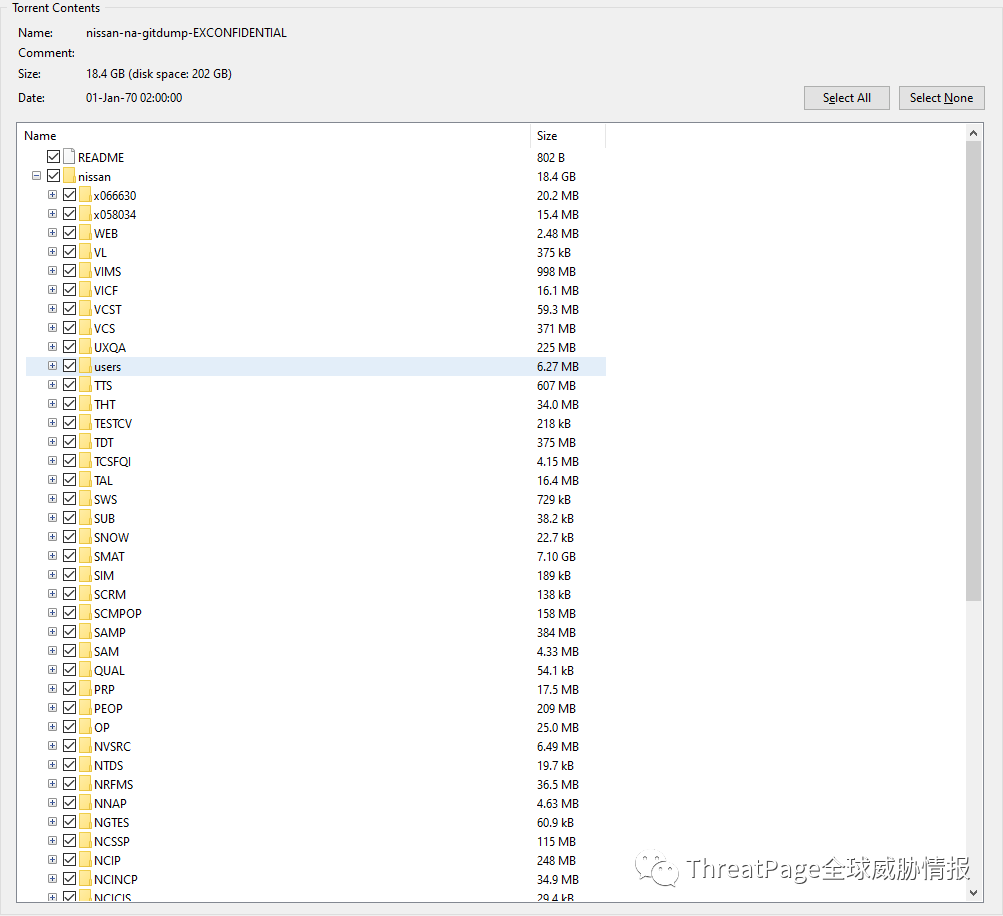 Torrent Contents
Name: nissan-na-gitdump-EXCONFIDENTIAL
Comment:
Size: 18.4 GB (disk space: 202 GB)
Date: 01-Jan-70 02:00:00
Select All Select None
Name Size
README 802 B
nissan 18.4 GB
x066630 20.2 MB
x058034 15.4 MB
WEB 2.48 MB
VL 375 kB
VIMS 998 MB
VICF 16.1 MB
VCST 59.3 MB
VCS 371 MB
UXQA 225 MB
users 6.27 MB
TTS 607 MB
THT 34.0 MB
TESTCV 218 kB
TDT 375 MB
TCSFQI 4.15 MB
TAL 16.4 MB
SWS 729 kB
SUB 38.2 kB
SNOW 22.7 kB
SMAT 7.10 GB
SIM 189 kB
SCRM 138 kB
SCMPOP 158 MB
SAMP 384 MB
SAM 4.33 MB
QUAL 54.1 kB
PRP 17.5 MB
PEOP 209 MB
OP 25.0 MB
NVSRC 6.49 MB
NTDS 19.7 kB
NRFMS 36.5 MB
NNAP 4.63 MB
NGTES 60.9 kB
NCSSP 115 MB
NCIP 248 MB
NCINCP 34.9 MB
NCICIS 29.4 kB
ThreatPage全球威胁情报